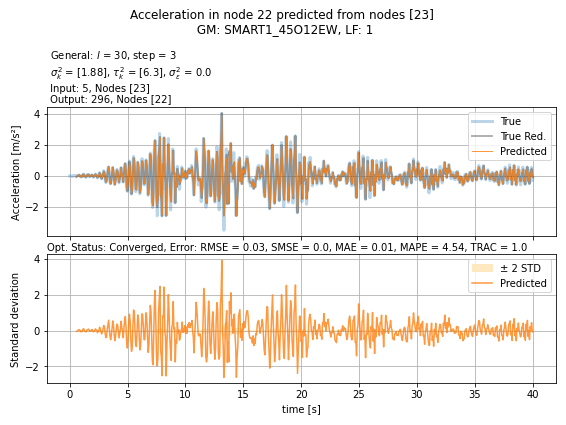 Acceleration in node 22 predicted from nodes [23]
GM: SMART1_45O12EW, LF: 1
General: l = 30, step = 3
σ²ₖ = [1.88], τ²ₖ = [6.3], σ²ε = 0.0
Input: 5, Nodes [23]
Output: 296, Nodes [22]
Acceleration [m/s²]
4
2
0
−2
True
True Red.
Predicted
Opt. Status: Converged, Error: RMSE = 0.03, SMSE = 0.0, MAE = 0.01, MAPE = 4.54, TRAC = 1.0
Standard deviation
4
2
0
−2
± 2 STD
Predicted
0 5 10 15 20 25 30 35 40
time [s]